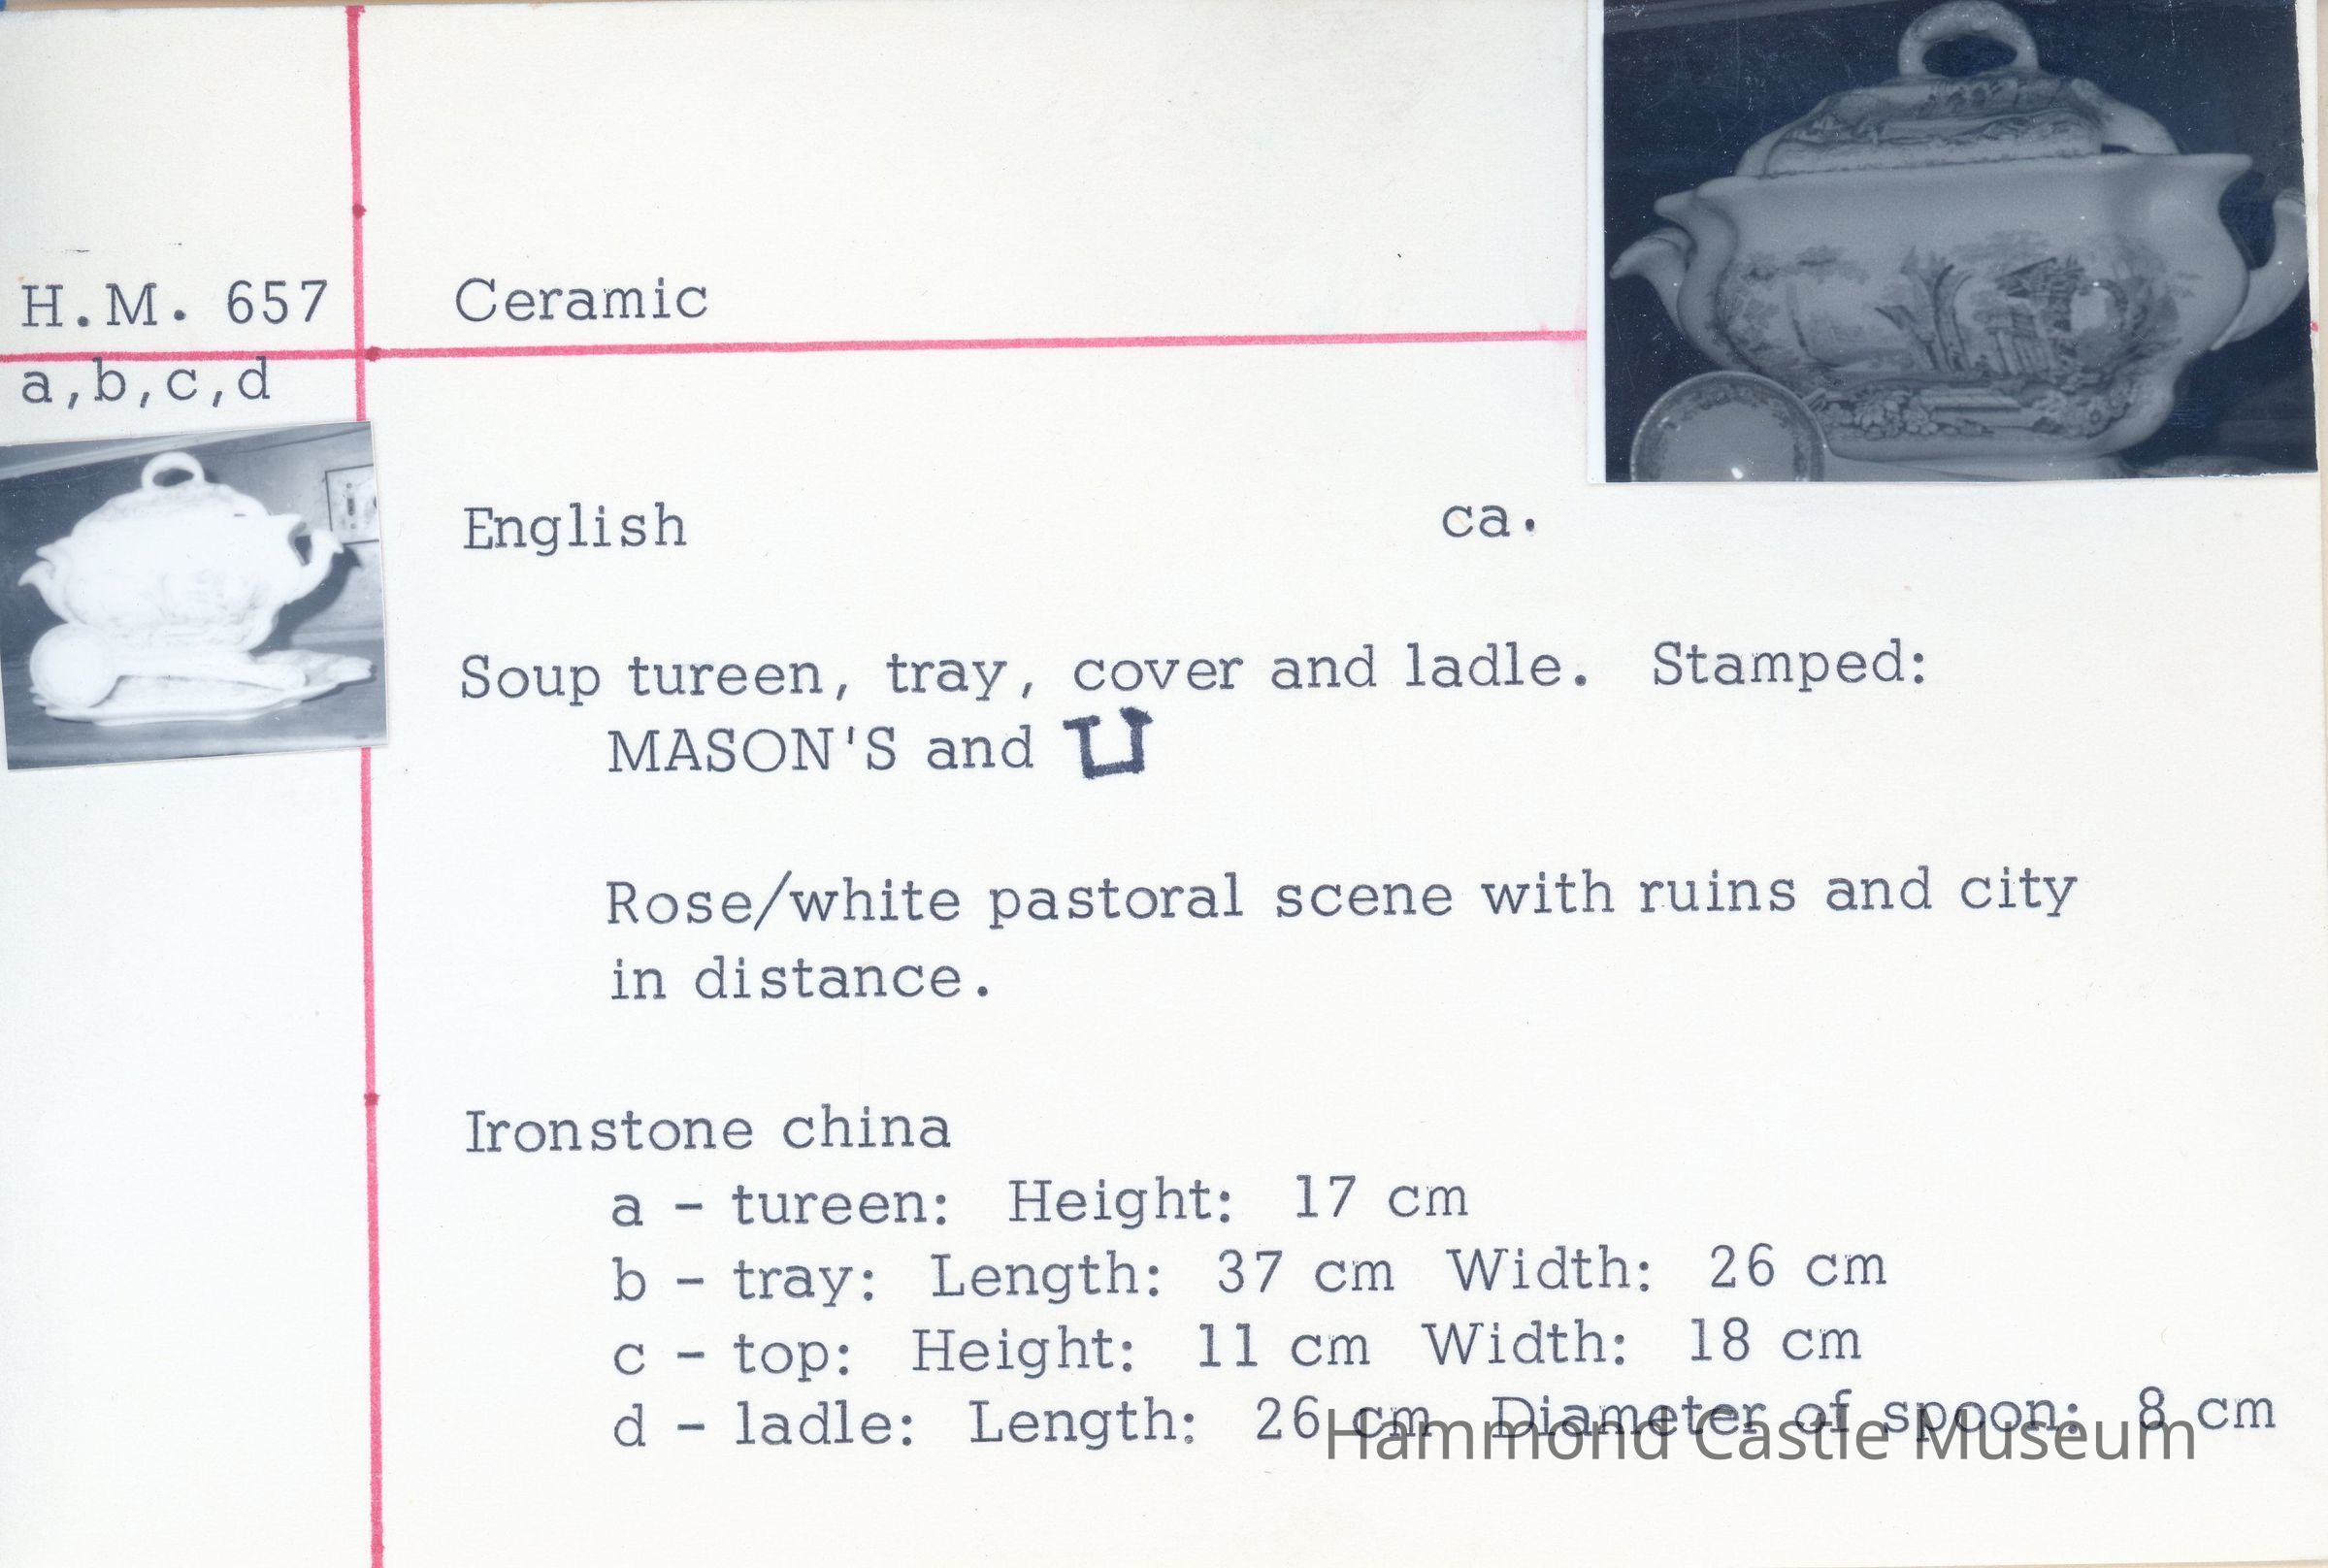 H.M. 657
a,b,c,d
Ceramic
English ca.
Soup tureen, tray, cover and ladle. Stamped:
MASON'S and
Rose/white pastoral scene with ruins and city
in distance.
Ironstone china
a - tureen: Height: 17 cm
b - tray: Length: 37 cm Width: 26 cm
c - top: Height: 11 cm Width: 18 cm
d - ladle: Length: 26 cm Diameter of spoon: 8 cm
Hammond Castle Museum